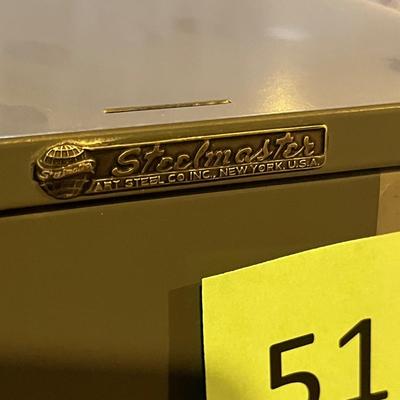 Steelmaster
ART STEEL CO. INC., NEW YORK, U.S.A.
51